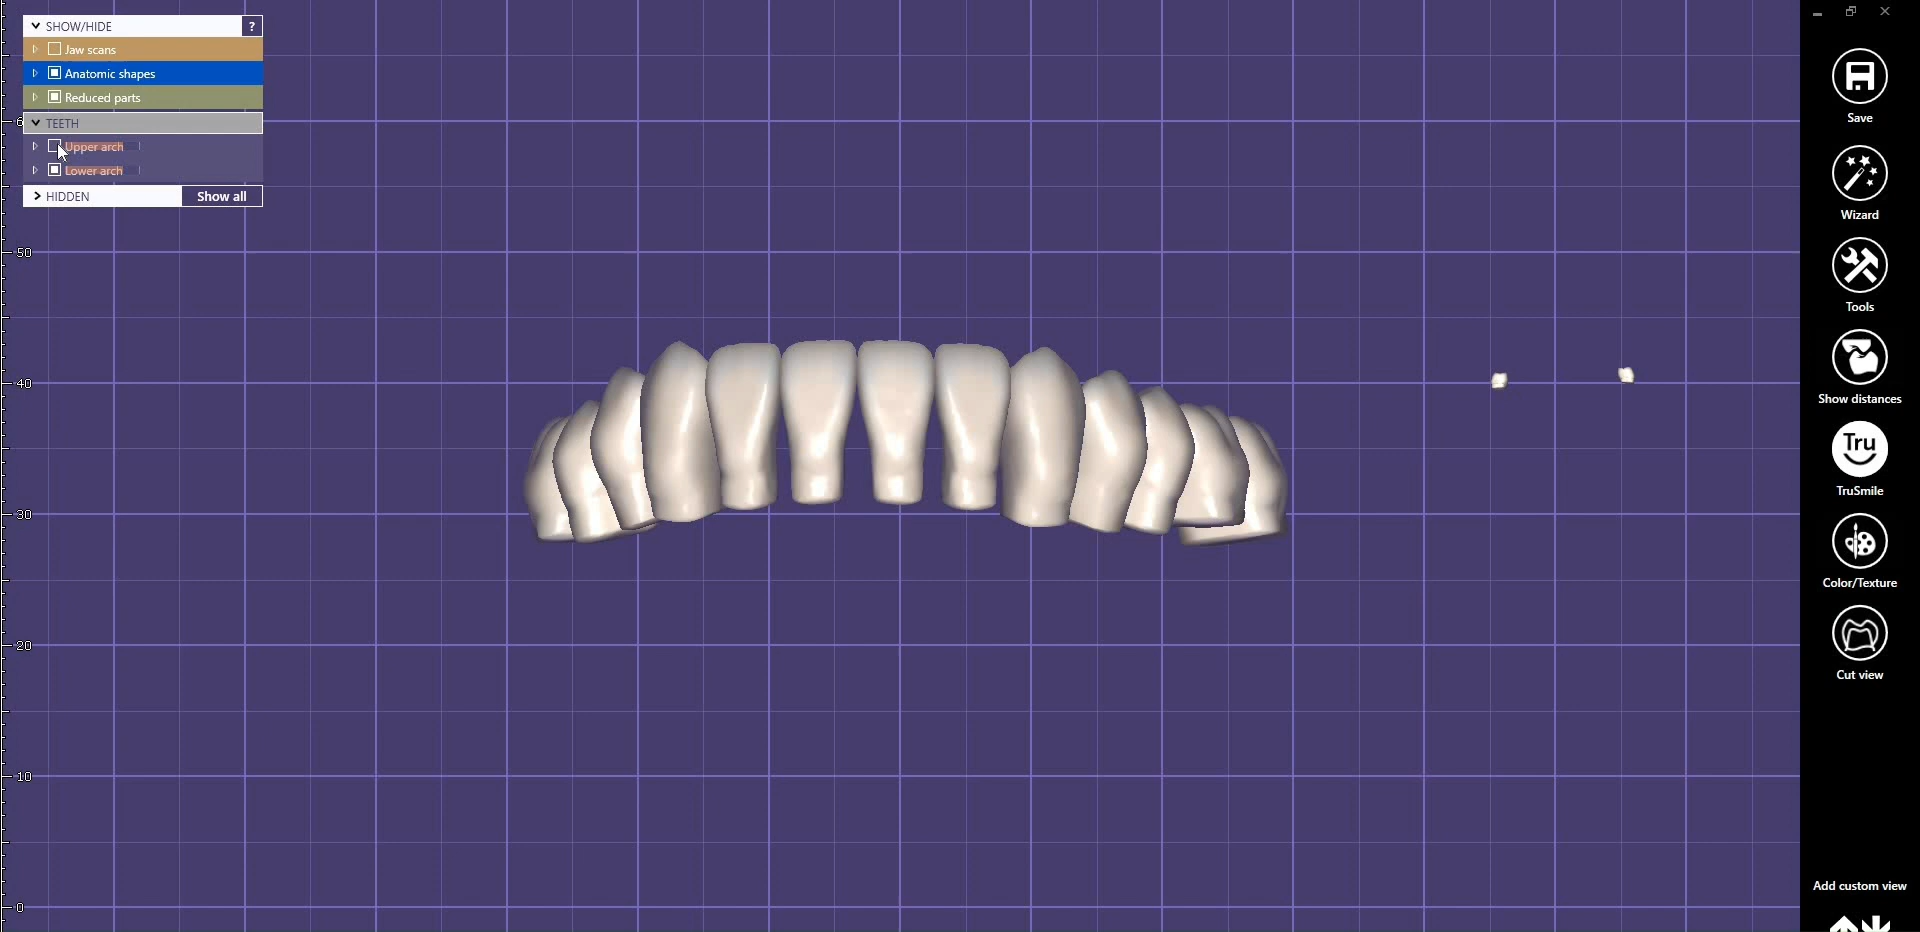 SHOW/HIDE ?
Jaw scans
Anatomic shapes
Reduced parts
TEETH
Upper arch
Lower arch
HIDDEN Show all
6
50
40
30
20
10
0
Save
Wizard
Tools
Show distances
Tru
TruSmile
Color/Texture
Cut view
Add custom view